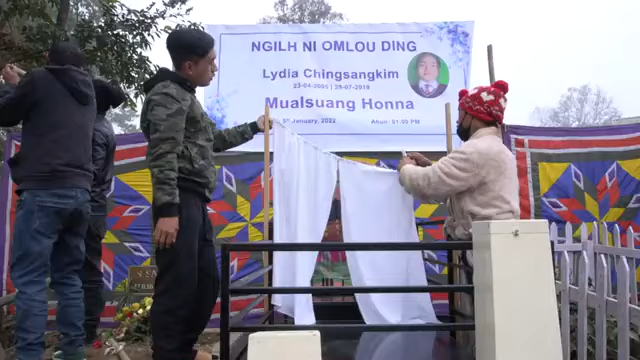 NGILH NI OMLOU DING
Lydia Chingsangkim
23-04-2005 | 28-07-2018
Mualsuang Honna
5th January, 2022
Ahun: 01:00 PM